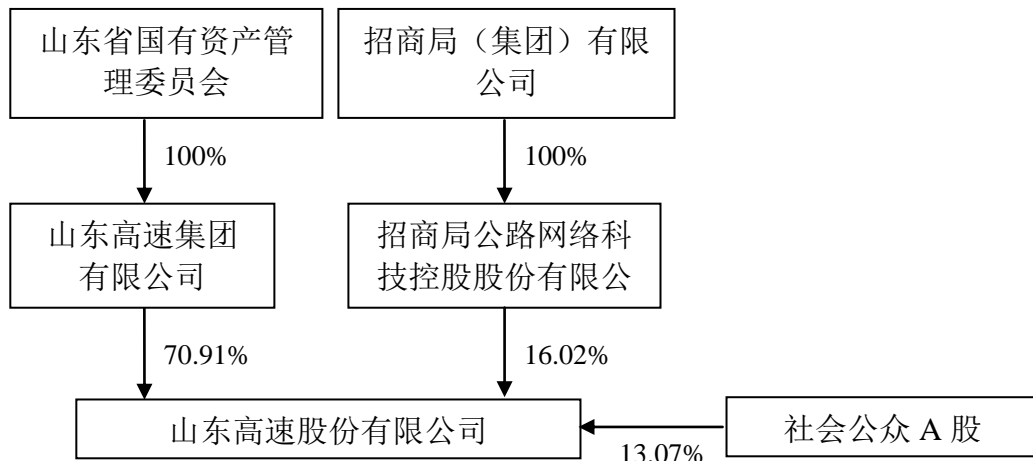 山东省国有资产管
理委员会
招商局（集团）有限
公司
100%
100%
山东高速集团
有限公司
招商局公路网络科
技控股股份有限公
70.91%
16.02%
山东高速股份有限公司
社会公众 A 股
13.07%